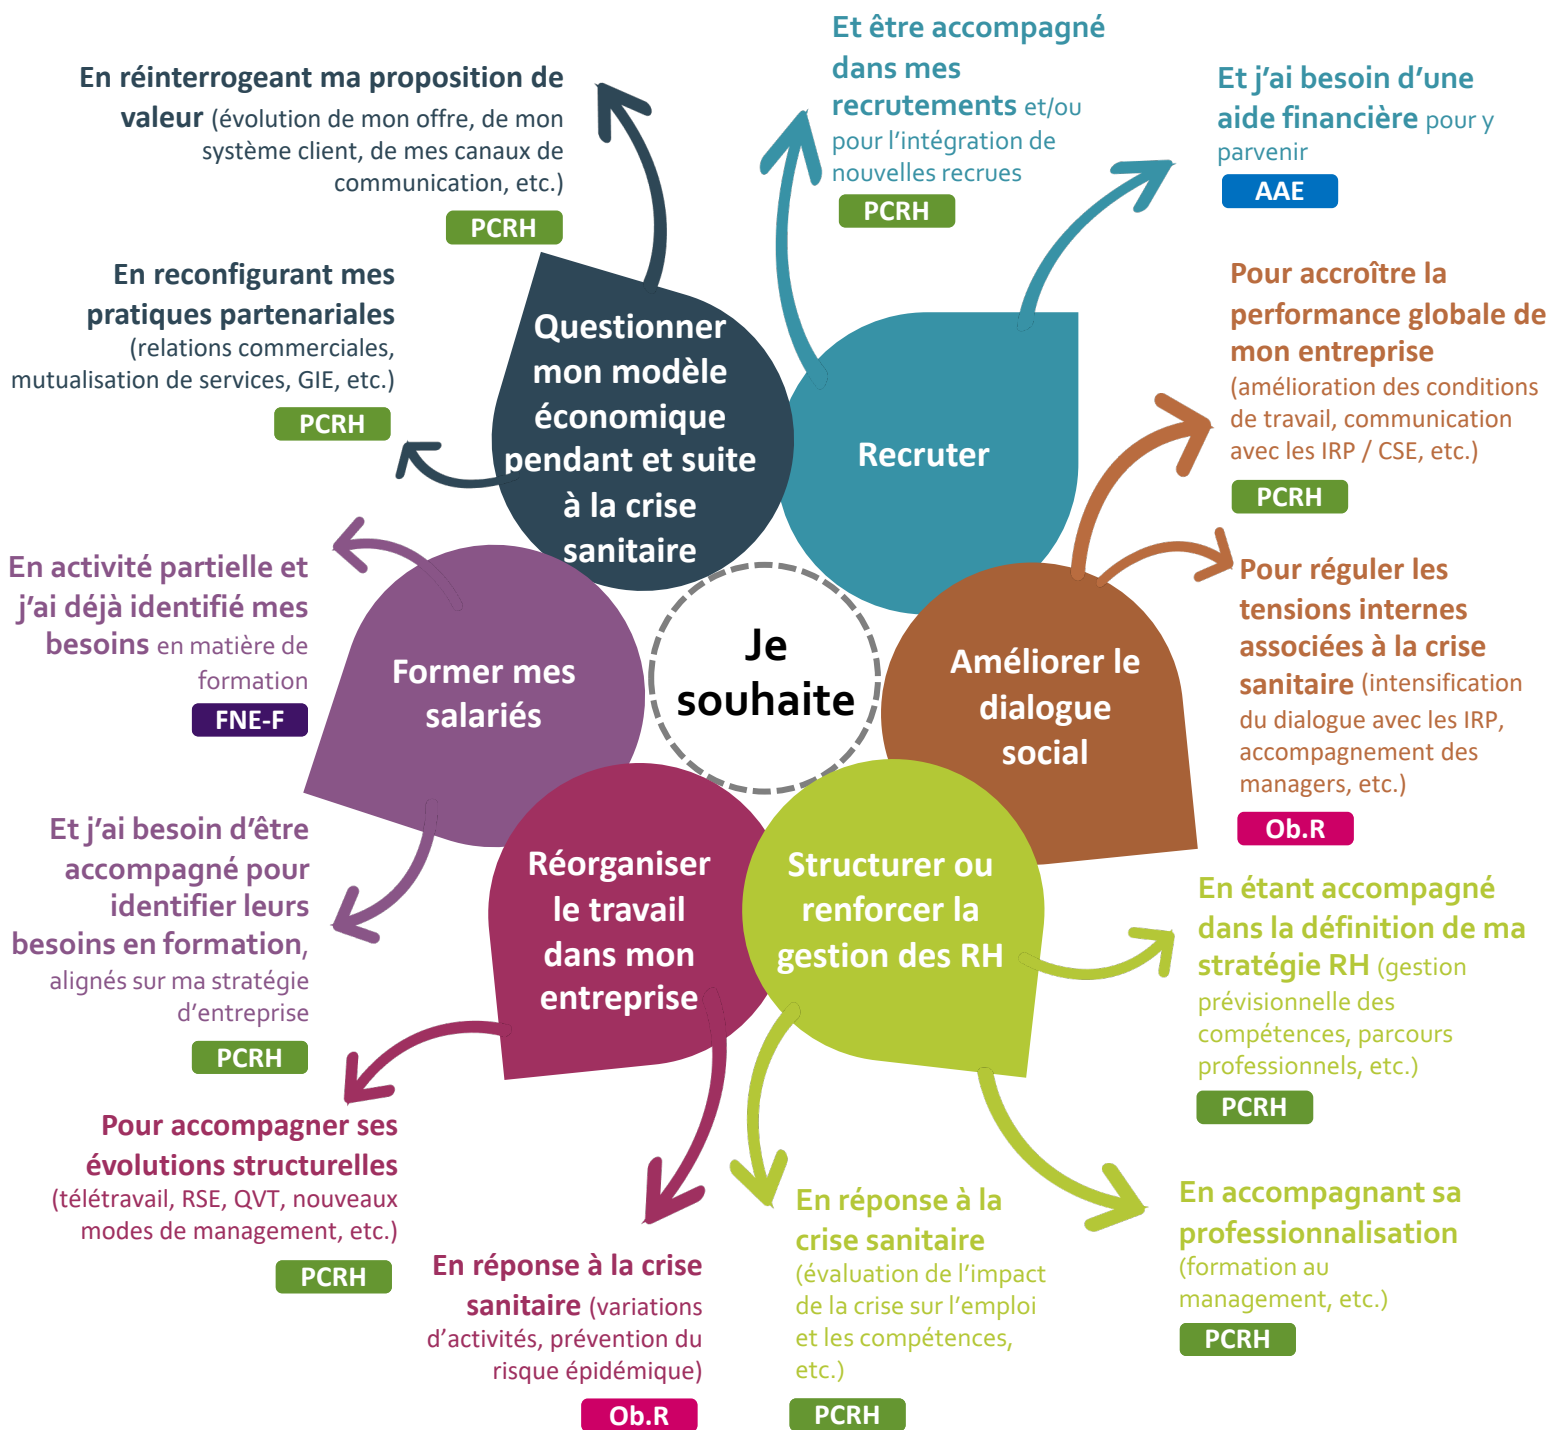 En réinterrogeant ma proposition de
valeur (évolution de mon offre, de mon
système client, de mes canaux de
communication, etc.)
PCRH
En reconfigurant mes
pratiques partenariales
(relations commerciales,
mutualisation de services, GIE, etc.)
PCRH
Questionner
mon modèle
économique
pendant et suite
à la crise
sanitaire
Et être accompagné
dans mes
recrutements et/ou
pour l’intégration de
nouvelles recrues
PCRH
Et j’ai besoin d’une
aide financière pour y
parvenir
AAE
Recruter
Pour accroître la
performance globale de
mon entreprise
(amélioration des conditions
de travail, communication
avec les IRP / CSE, etc.)
PCRH
Pour réguler les
tensions internes
associées à la crise
sanitaire (intensification
du dialogue avec les IRP,
accompagnement des
managers, etc.)
Ob.R
Améliorer le
dialogue
social
Je
souhaite
En activité partielle et
j’ai déjà identifié mes
besoins en matière de
formation
FNE-F
Former mes
salariés
Et j’ai besoin d’être
accompagné pour
identifier leurs
besoins en formation,
alignés sur ma stratégie
d’entreprise
PCRH
Réorganiser
le travail
dans mon
entreprise
Pour accompagner ses
évolutions structurelles
(télétravail, RSE, QVT, nouveaux
modes de management, etc.)
PCRH
En réponse à la crise
sanitaire (variations
d’activités, prévention du
risque épidémique)
Ob.R
Structurer ou
renforcer la
gestion des RH
En étant accompagné
dans la définition de ma
stratégie RH (gestion
prévisionnelle des
compétences, parcours
professionnels, etc.)
PCRH
En réponse à la
crise sanitaire
(évaluation de l’impact
de la crise sur l’emploi
et les compétences,
etc.)
PCRH
En accompagnant sa
professionnalisation
(formation au
management, etc.)
PCRH